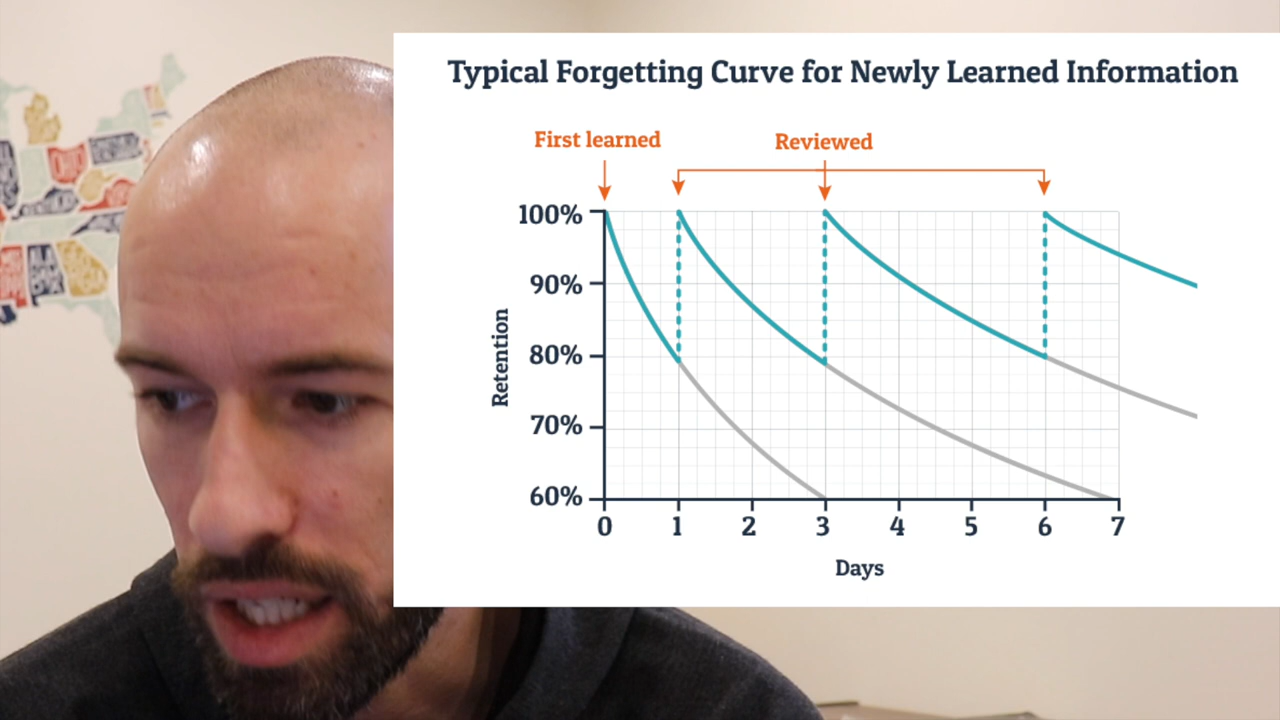 Typical Forgetting Curve for Newly Learned Information
First learned
Reviewed
100%
90%
80%
70%
60%
Retention
0 1 2 3 4 5 6 7
Days
OHIO